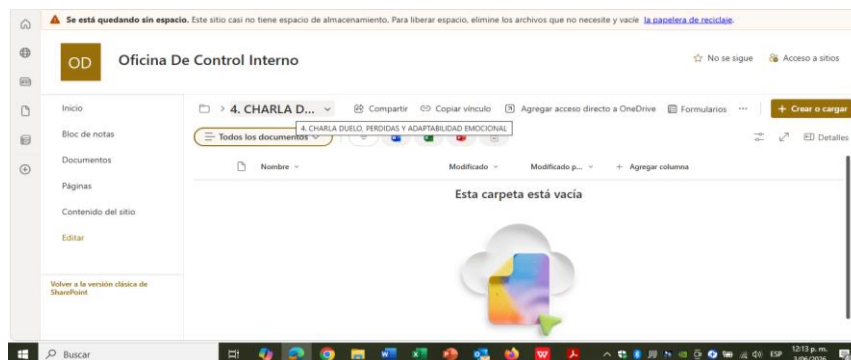 Se está quedando sin espacio. Este sitio casi no tiene espacio de almacenamiento. Para liberar espacio, elimine los archivos que no necesite y vacíe la papelera de reciclaje.
OD
Oficina De Control Interno
No se sigue
Acceso a sitios
Inicio
Bloc de notas
Documentos
Páginas
Contenido del sitio
Editar
Volver a la versión clásica de
SharePoint
> 4. CHARLA D...
Compartir
Copiar vínculo
Agregar acceso directo a OneDrive
Formularios
...
+ Crear o cargar
4. CHARLA DUELO, PERDIDAS Y ADAPTABILIDAD EMOCIONAL
Todos los documentos
Detalles
Nombre
Modificado
Modificado p...
+ Agregar columna
Esta carpeta está vacía
Buscar
ESP
12:13 p. m.
3/06/2026